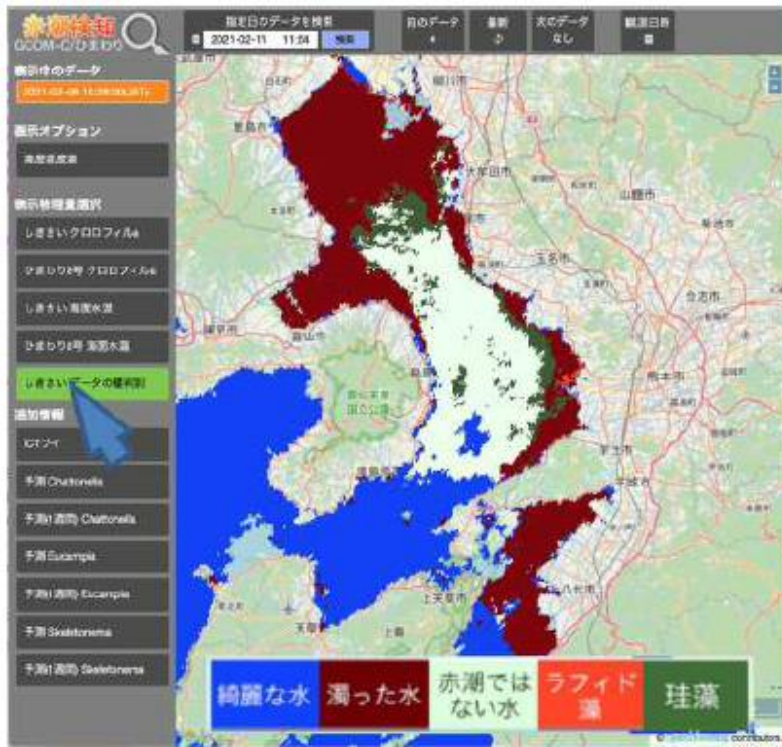 赤潮検知
GCOM-C/ひまわり
指定日のデータを検索
2021-02-11 11:54 検索
前のデータ
最新
次のデータ
なし
観測日時
表示中のデータ
表示オプション
表示物理量選択
しきさい クロロフィルa
ひまわり8号 クロロフィルa
しきさい 海面水温
ひまわり8号 海面水温
しきさいデータの種判別
追加情報
ICTブイ
予測 Chattonella
予測(1週間) Chattonella
予測 Eucampia
予測(1週間) Eucampia
予測 Skeletonema
予測(1週間) Skeletonema
柳川市
大牟田市
山鹿市
菊池市
玉名市
合志市
熊本市
宇土市
宇城市
八代市
上天草市
上島
綺麗な水
濁った水
赤潮では
ない水
ラフィド
藻
珪藻
contributors